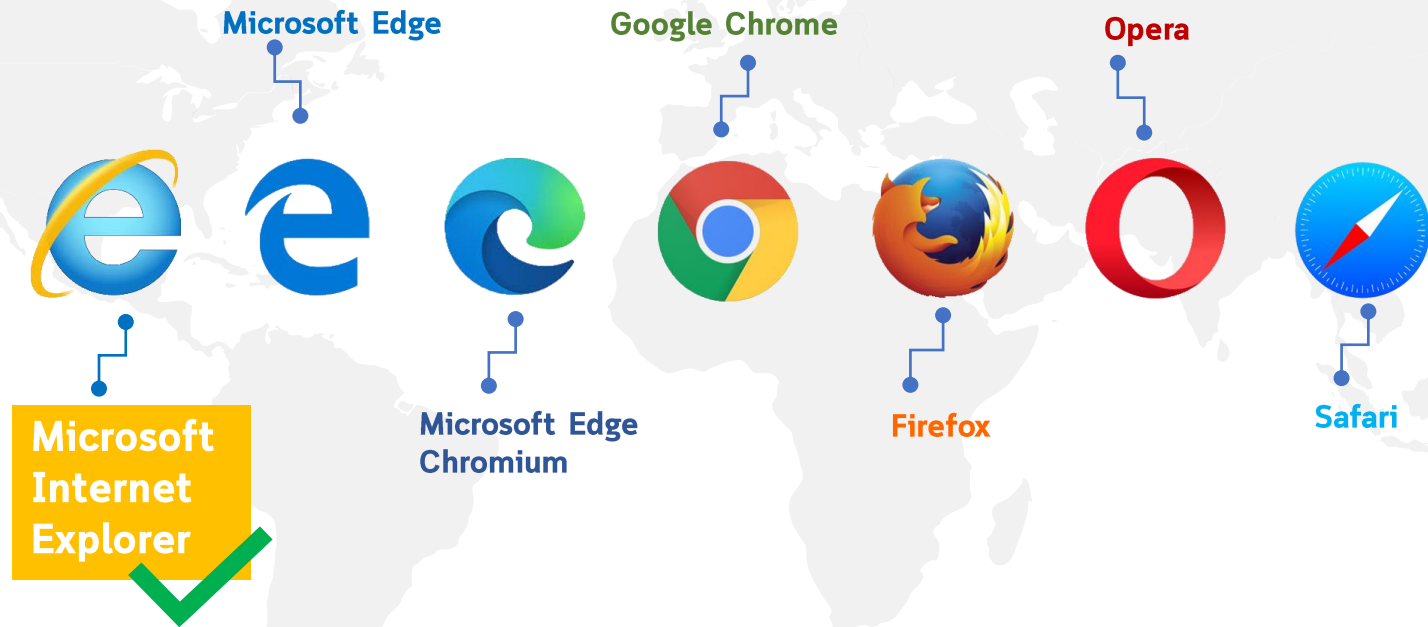 Microsoft Edge
Google Chrome
Opera
Microsoft
Internet
Explorer
Microsoft Edge
Chromium
Firefox
Safari